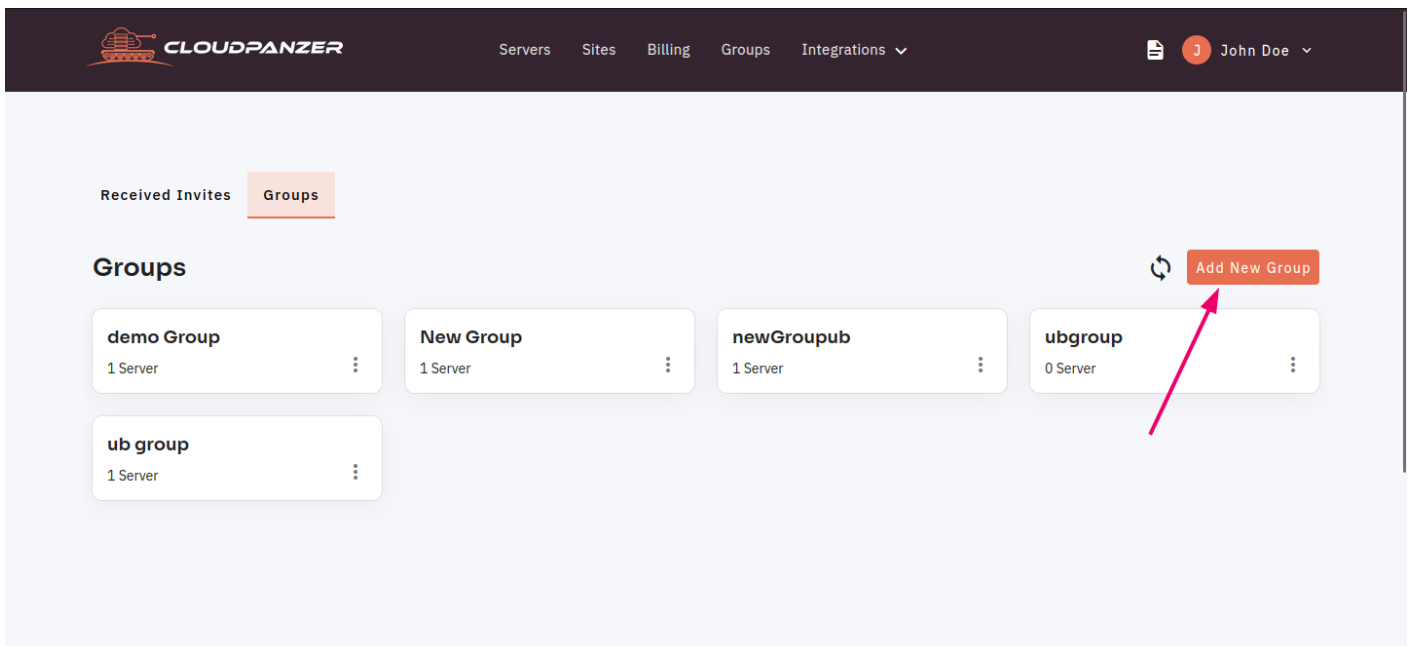 CLOUDPANZER
Servers Sites Billing Groups Integrations
J John Doe
Received Invites Groups
Groups
Add New Group
demo Group
1 Server
New Group
1 Server
newGroupub
1 Server
ubgroup
0 Server
ub group
1 Server